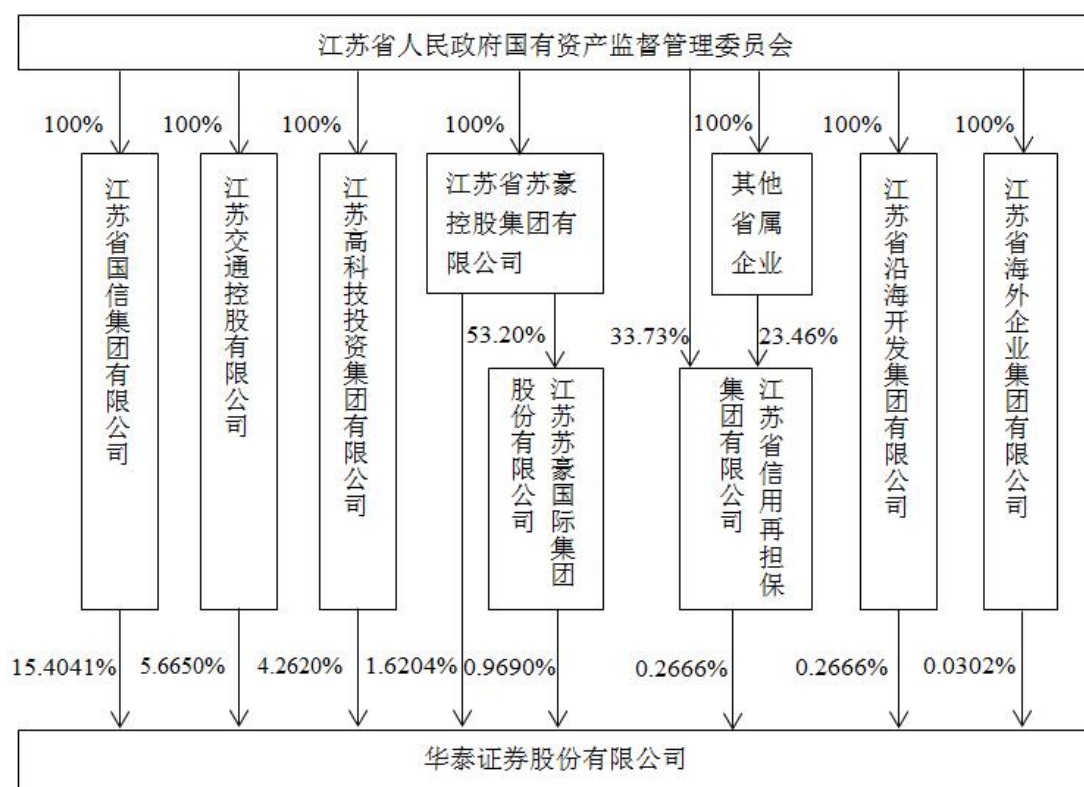 江苏省人民政府国有资产监督管理委员会
100%
100%
100%
100%
100%
100%
100%
江苏省国信集团有限公司
江苏交通控股有限公司
江苏高科技投资集团有限公司
江苏省苏豪
控股集团有
限公司
其他
省属
企业
江苏省沿海开发集团有限公司
江苏省海外企业集团有限公司
53.20%
33.73%
23.46%
江苏苏豪国际集团
股份有限公司
江苏省信用再担保
集团有限公司
15.4041%
5.6650%
4.2620%
1.6204%
0.9690%
0.2666%
0.2666%
0.0302%
华泰证券股份有限公司